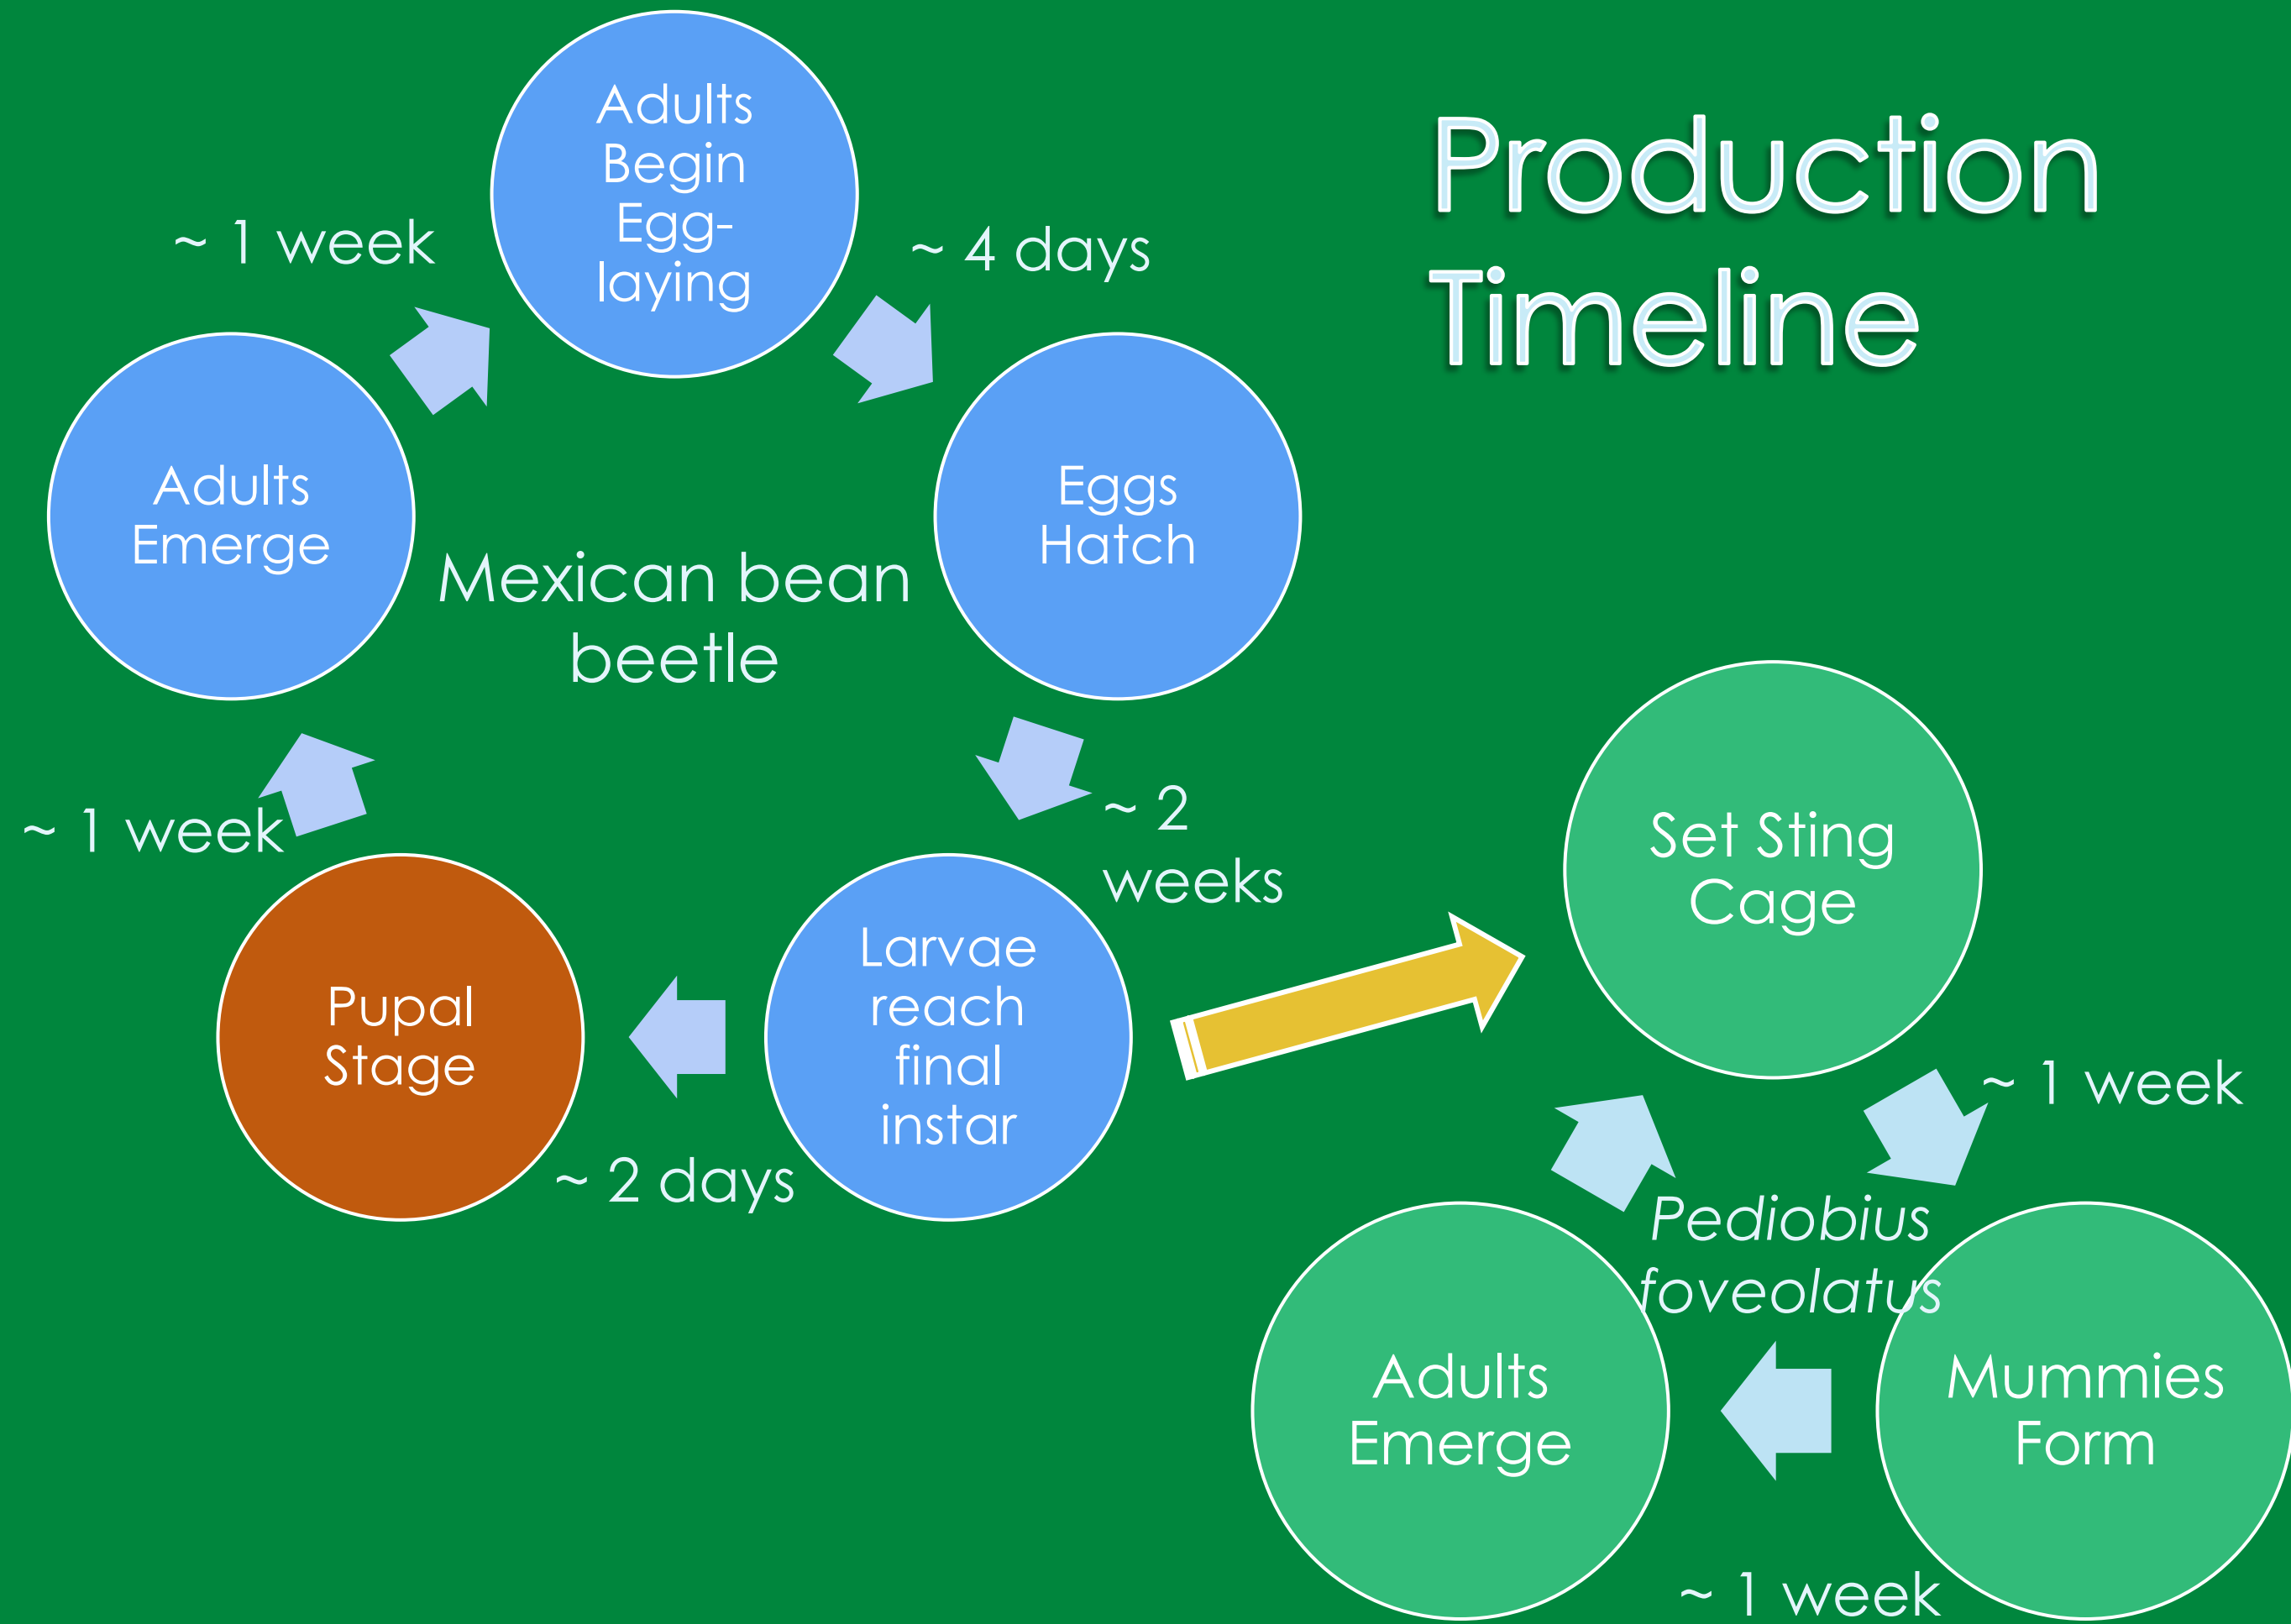 Production
Timeline
Adults
Begin
Egg-
laying
~ 1 week
~ 4 days
Adults
Emerge
Eggs
Hatch
Mexican bean
beetle
~ 1 week
~ 2
weeks
Set Sting
Cage
Pupal
Stage
Larvae
reach
final
instar
~ 2 days
~ 1 week
Pediobius
foveolatus
Adults
Emerge
Mummies
Form
~ 1 week